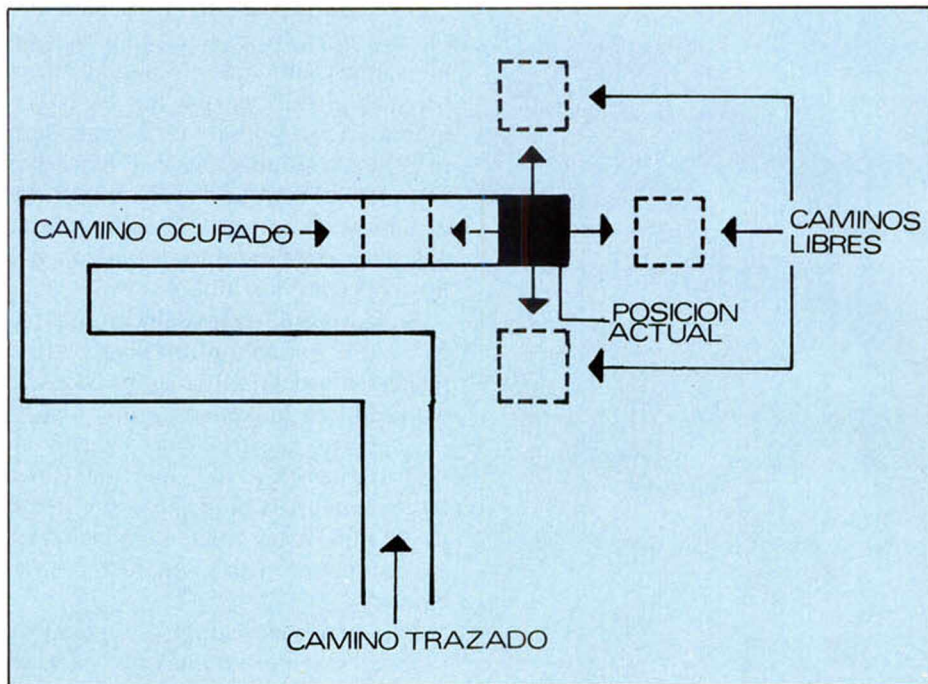 CAMINO OCUPADO
CAMINOS
LIBRES
POSICION
ACTUAL
CAMINO TRAZADO